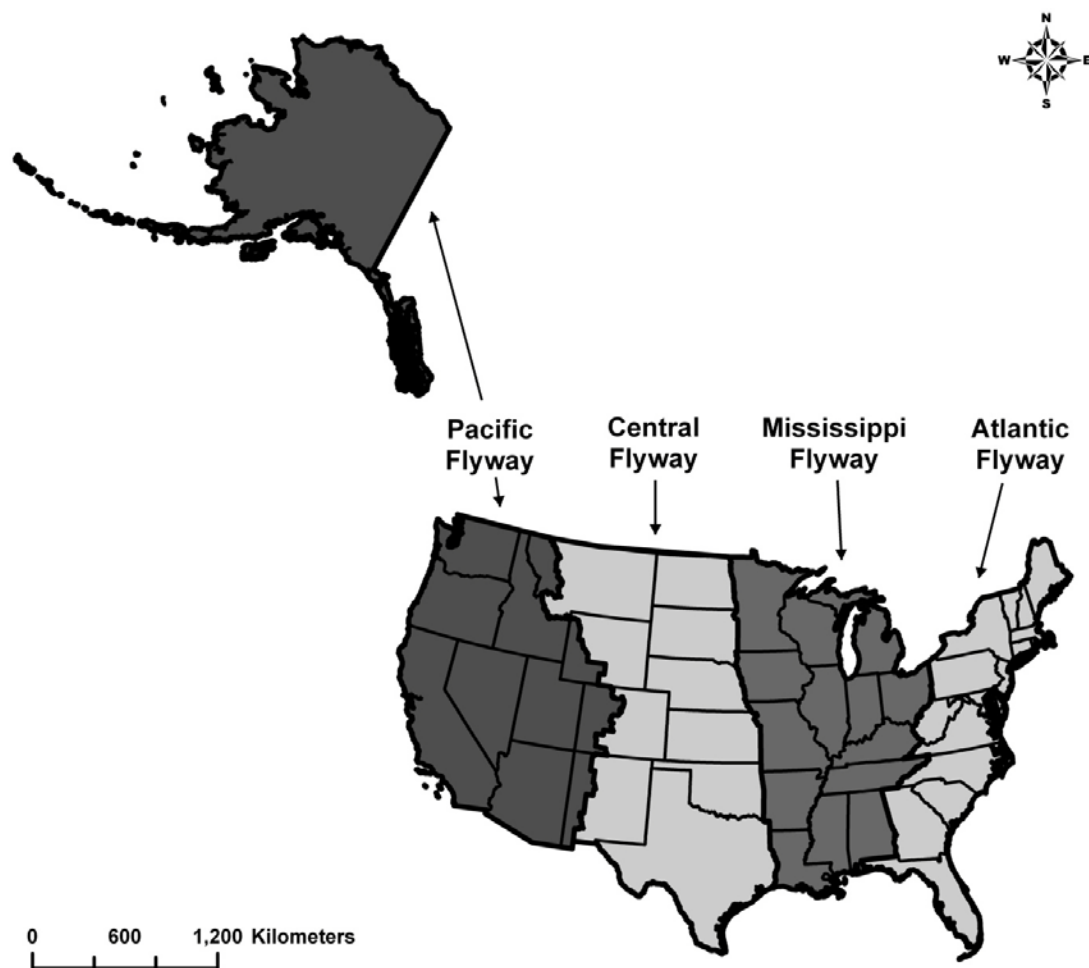 N
W E
S
Pacific
Flyway
Central
Flyway
Mississippi
Flyway
Atlantic
Flyway
0 600 1,200 Kilometers